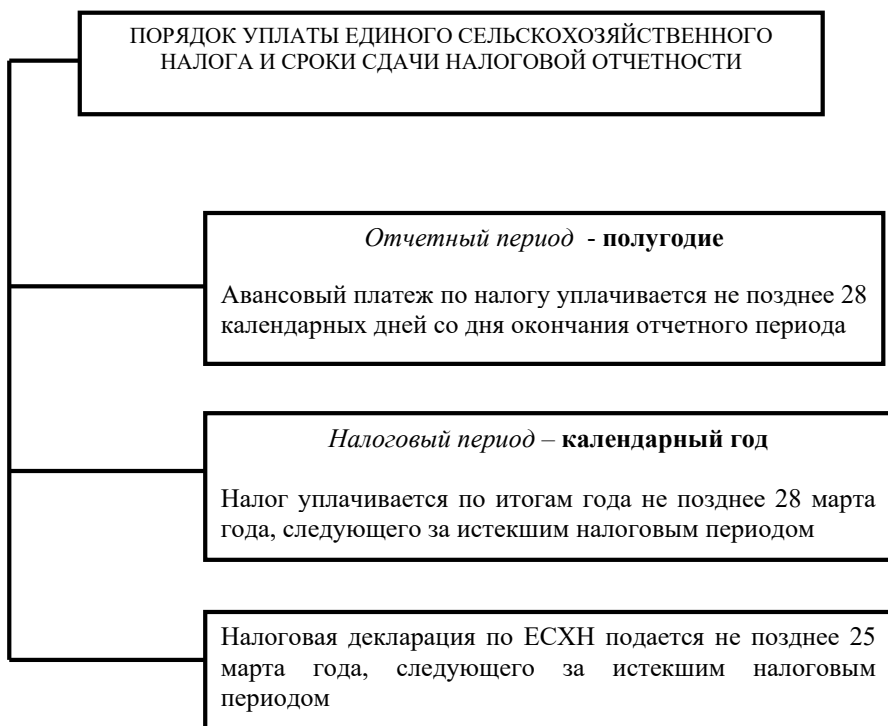 ПОРЯДОК УПЛАТЫ ЕДИНОГО СЕЛЬСКОХОЗЯЙСТВЕННОГО
НАЛОГА И СРОКИ СДАЧИ НАЛОГОВОЙ ОТЧЕТНОСТИ
Отчетный период - полугодие
Авансовый платеж по налогу уплачивается не позднее 28
календарных дней со дня окончания отчетного периода
Налоговый период – календарный год
Налог уплачивается по итогам года не позднее 28 марта
года, следующего за истекшим налоговым периодом
Налоговая декларация по ЕСХН подается не позднее 25
марта года, следующего за истекшим налоговым
периодом